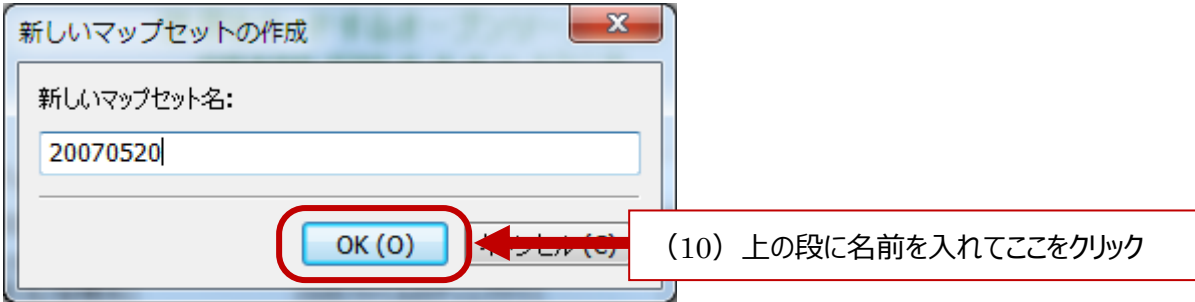 新しいマップセットの作成
新しいマップセット名:
20070520
OK (O)
(10) 上の段に名前を入れてここをクリック